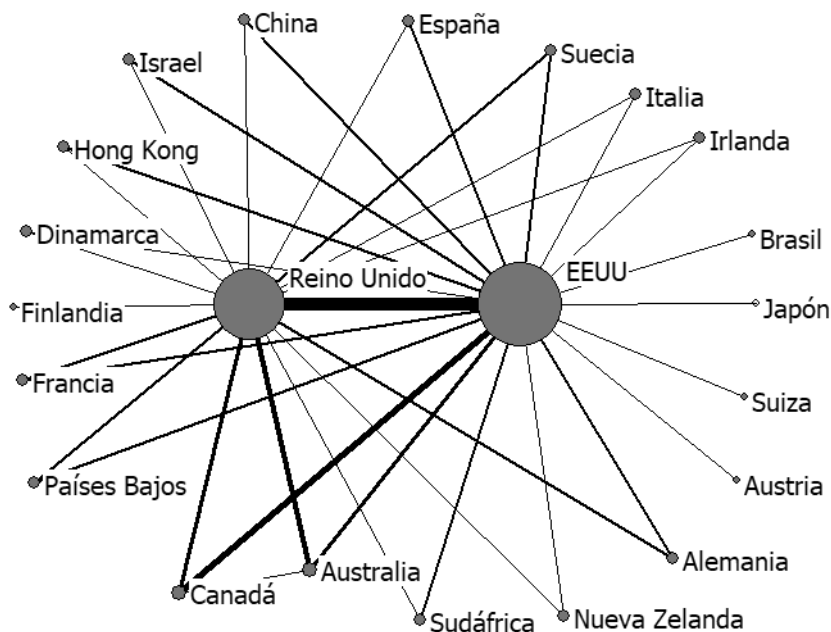 China
España
Suecia
Israel
Italia
Irlanda
Hong Kong
Dinamarca
Brasil
Reino Unido
EEUU
Finlandia
Japón
Francia
Suiza
Países Bajos
Austria
Alemania
Australia
Canadá
Sudáfrica
Nueva Zelanda